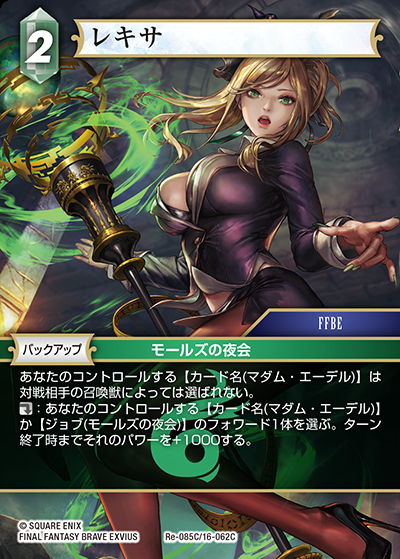 2
レキサ
FFBE
バックアップ
モールズの夜会
あなたのコントロールする【カード名(マダム・エーデル)】は
対戦相手の召喚獣によっては選ばれない。
：あなたのコントロールする【カード名(マダム・エーデル)】
か【ジョブ(モールズの夜会)】のフォワード1体を選ぶ。ターン
終了時までそれのパワーを+1000する。
© SQUARE ENIX
FINAL FANTASY BRAVE EXVIUS
Re-085C/16-062C